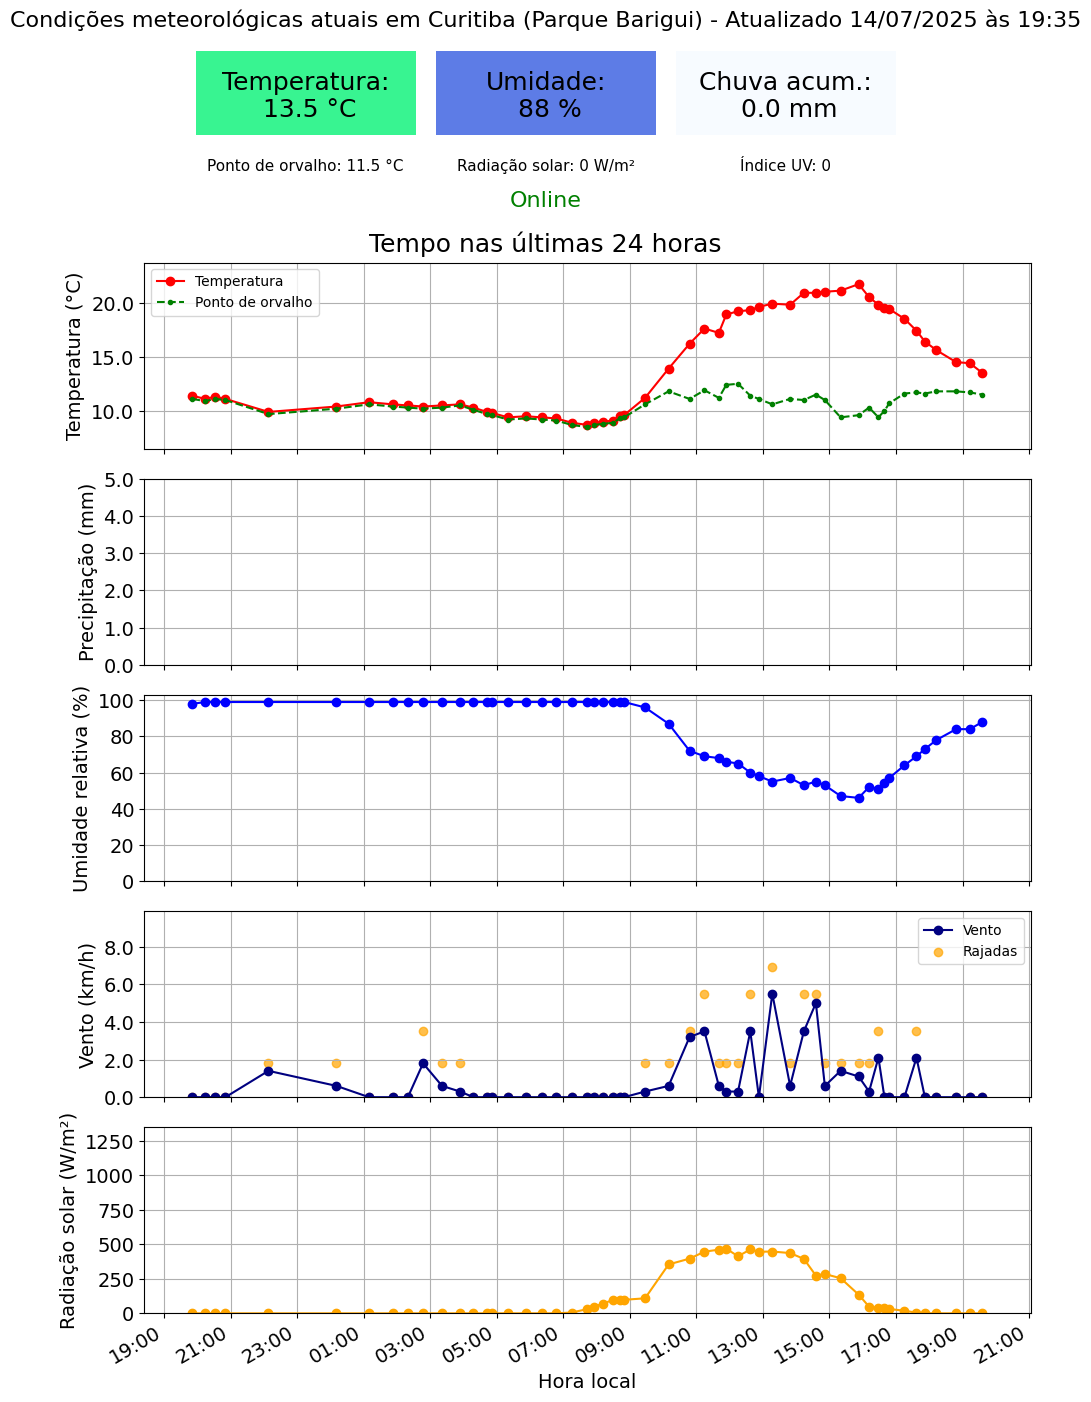 Condições meteorológicas atuais em Curitiba (Parque Barigui) - Atualizado 14/07/2025 às 19:35
Temperatura:
13.5 °C
Umidade:
88 %
Chuva acum.:
0.0 mm
Ponto de orvalho: 11.5 °C
Radiação solar: 0 W/m²
Índice UV: 0
Online
Tempo nas últimas 24 horas
Temperatura (°C)
20.0
15.0
10.0
Temperatura
Ponto de orvalho
Precipitação (mm)
5.0
4.0
3.0
2.0
1.0
0.0
Umidade relativa (%)
100
80
60
40
20
0
Vento (km/h)
8.0
6.0
4.0
2.0
0.0
Vento
Rajadas
Radiação solar (W/m²)
1250
1000
750
500
250
0
19:00
21:00
23:00
01:00
03:00
05:00
07:00
09:00
11:00
13:00
15:00
17:00
19:00
21:00
Hora local